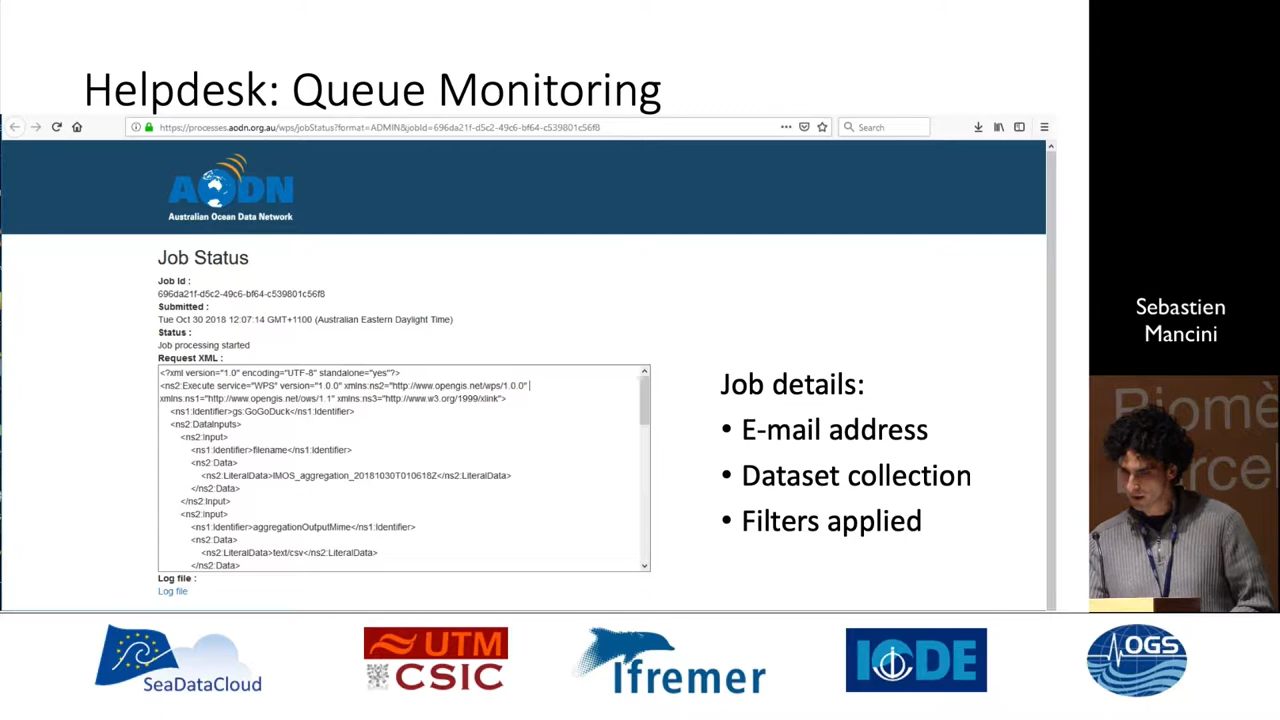 Helpdesk: Queue Monitoring
https://processes.aodn.org.au/wps/jobStatus?format=ADMIN&jobId=696da21f-d5c2-49c6-bf64-c539801c56f8
Search
AODN
Australian Ocean Data Network
Job Status
Job Id :
696da21f-d5c2-49c6-bf64-c539801c56f8
Submitted :
Tue Oct 30 2018 12:07:14 GMT+1100 (Australian Eastern Daylight Time)
Status :
Job processing started
Request XML :
<?xml version="1.0" encoding="UTF-8" standalone="yes"?>
<ns2:Execute service="WPS" version="1.0.0" xmlns:ns2="http://www.opengis.net/wps/1.0.0"
xmlns:ns1="http://www.opengis.net/ows/1.1" xmlns:ns3="http://www.w3.org/1999/xlink">
<ns1:Identifier>gs:GoGoDuck</ns1:Identifier>
<ns2:DataInputs>
<ns2:Input>
<ns1:Identifier>filename</ns1:Identifier>
<ns2:Data>
<ns2:LiteralData>IMOS_aggregation_20181030T010618Z</ns2:LiteralData>
</ns2:Data>
</ns2:Input>
<ns2:Input>
<ns1:Identifier>aggregationOutputMime</ns1:Identifier>
<ns2:Data>
<ns2:LiteralData>text/csv</ns2:LiteralData>
</ns2:Data>
Log file :
Log file
Job details:
• E-mail address
• Dataset collection
• Filters applied
Sebastien
Mancini
SeaDataCloud
UTM
CSIC
Ifremer
IODE
OGS